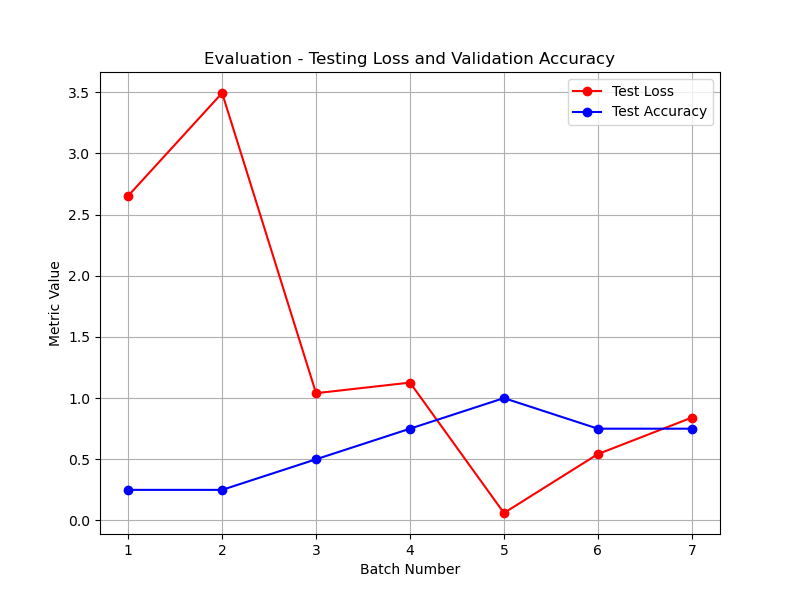 Evaluation - Testing Loss and Validation Accuracy
Test Loss
Test Accuracy
Metric Value
3.5
3.0
2.5
2.0
1.5
1.0
0.5
0.0
1 2 3 4 5 6 7
Batch Number